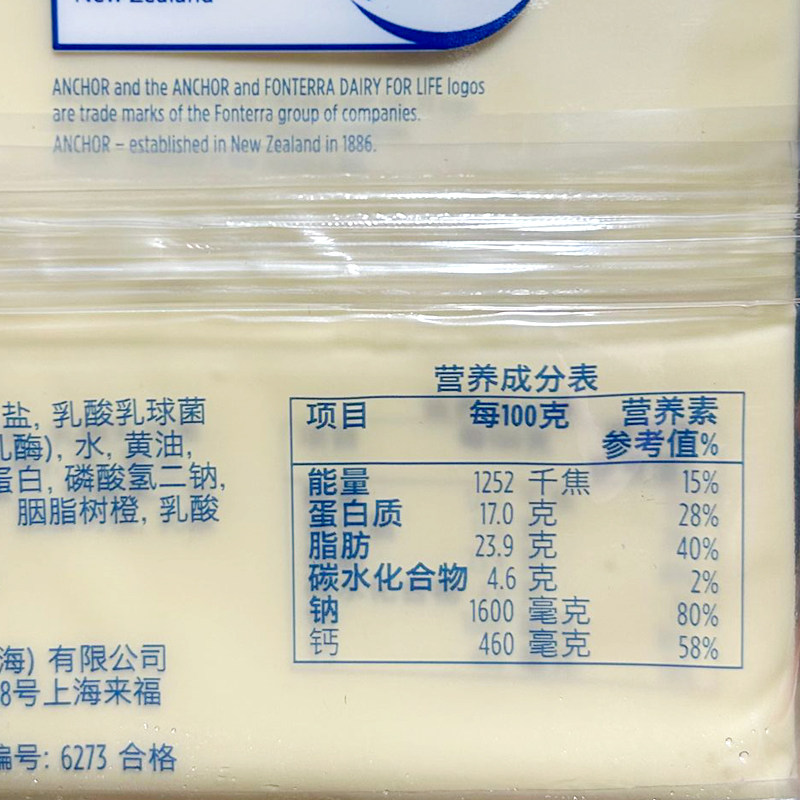 New Zealand
ANCHOR and the ANCHOR and FONTERRA DAIRY FOR LIFE logos
are trade marks of the Fonterra group of companies.
ANCHOR – established in New Zealand in 1886.
盐, 乳酸乳球菌
乳酶), 水, 黄油,
蛋白, 磷酸氢二钠,
胭脂树橙, 乳酸
海) 有限公司
8号上海来福
编号: 6273 合格
营养成分表
项目 每100克 营养素
参考值%
能量 1252 千焦 15%
蛋白质 17.0 克 28%
脂肪 23.9 克 40%
碳水化合物 4.6 克 2%
钠 1600 毫克 80%
钙 460 毫克 58%